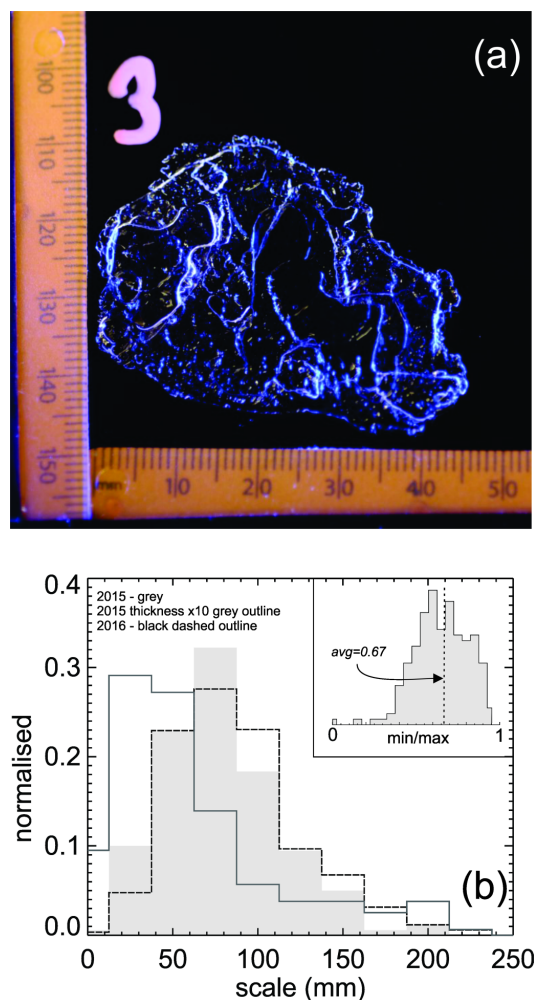 (a)
3
100
110
120
130
140
150
mm 10 20 30 40 50
0.4
0.3
0.2
0.1
0.0
normalised
2015 - grey
2015 thickness x10 grey outline
2016 - black dashed outline
avg=0.67
0 1
min/max
(b)
0 50 100 150 200 250
scale (mm)